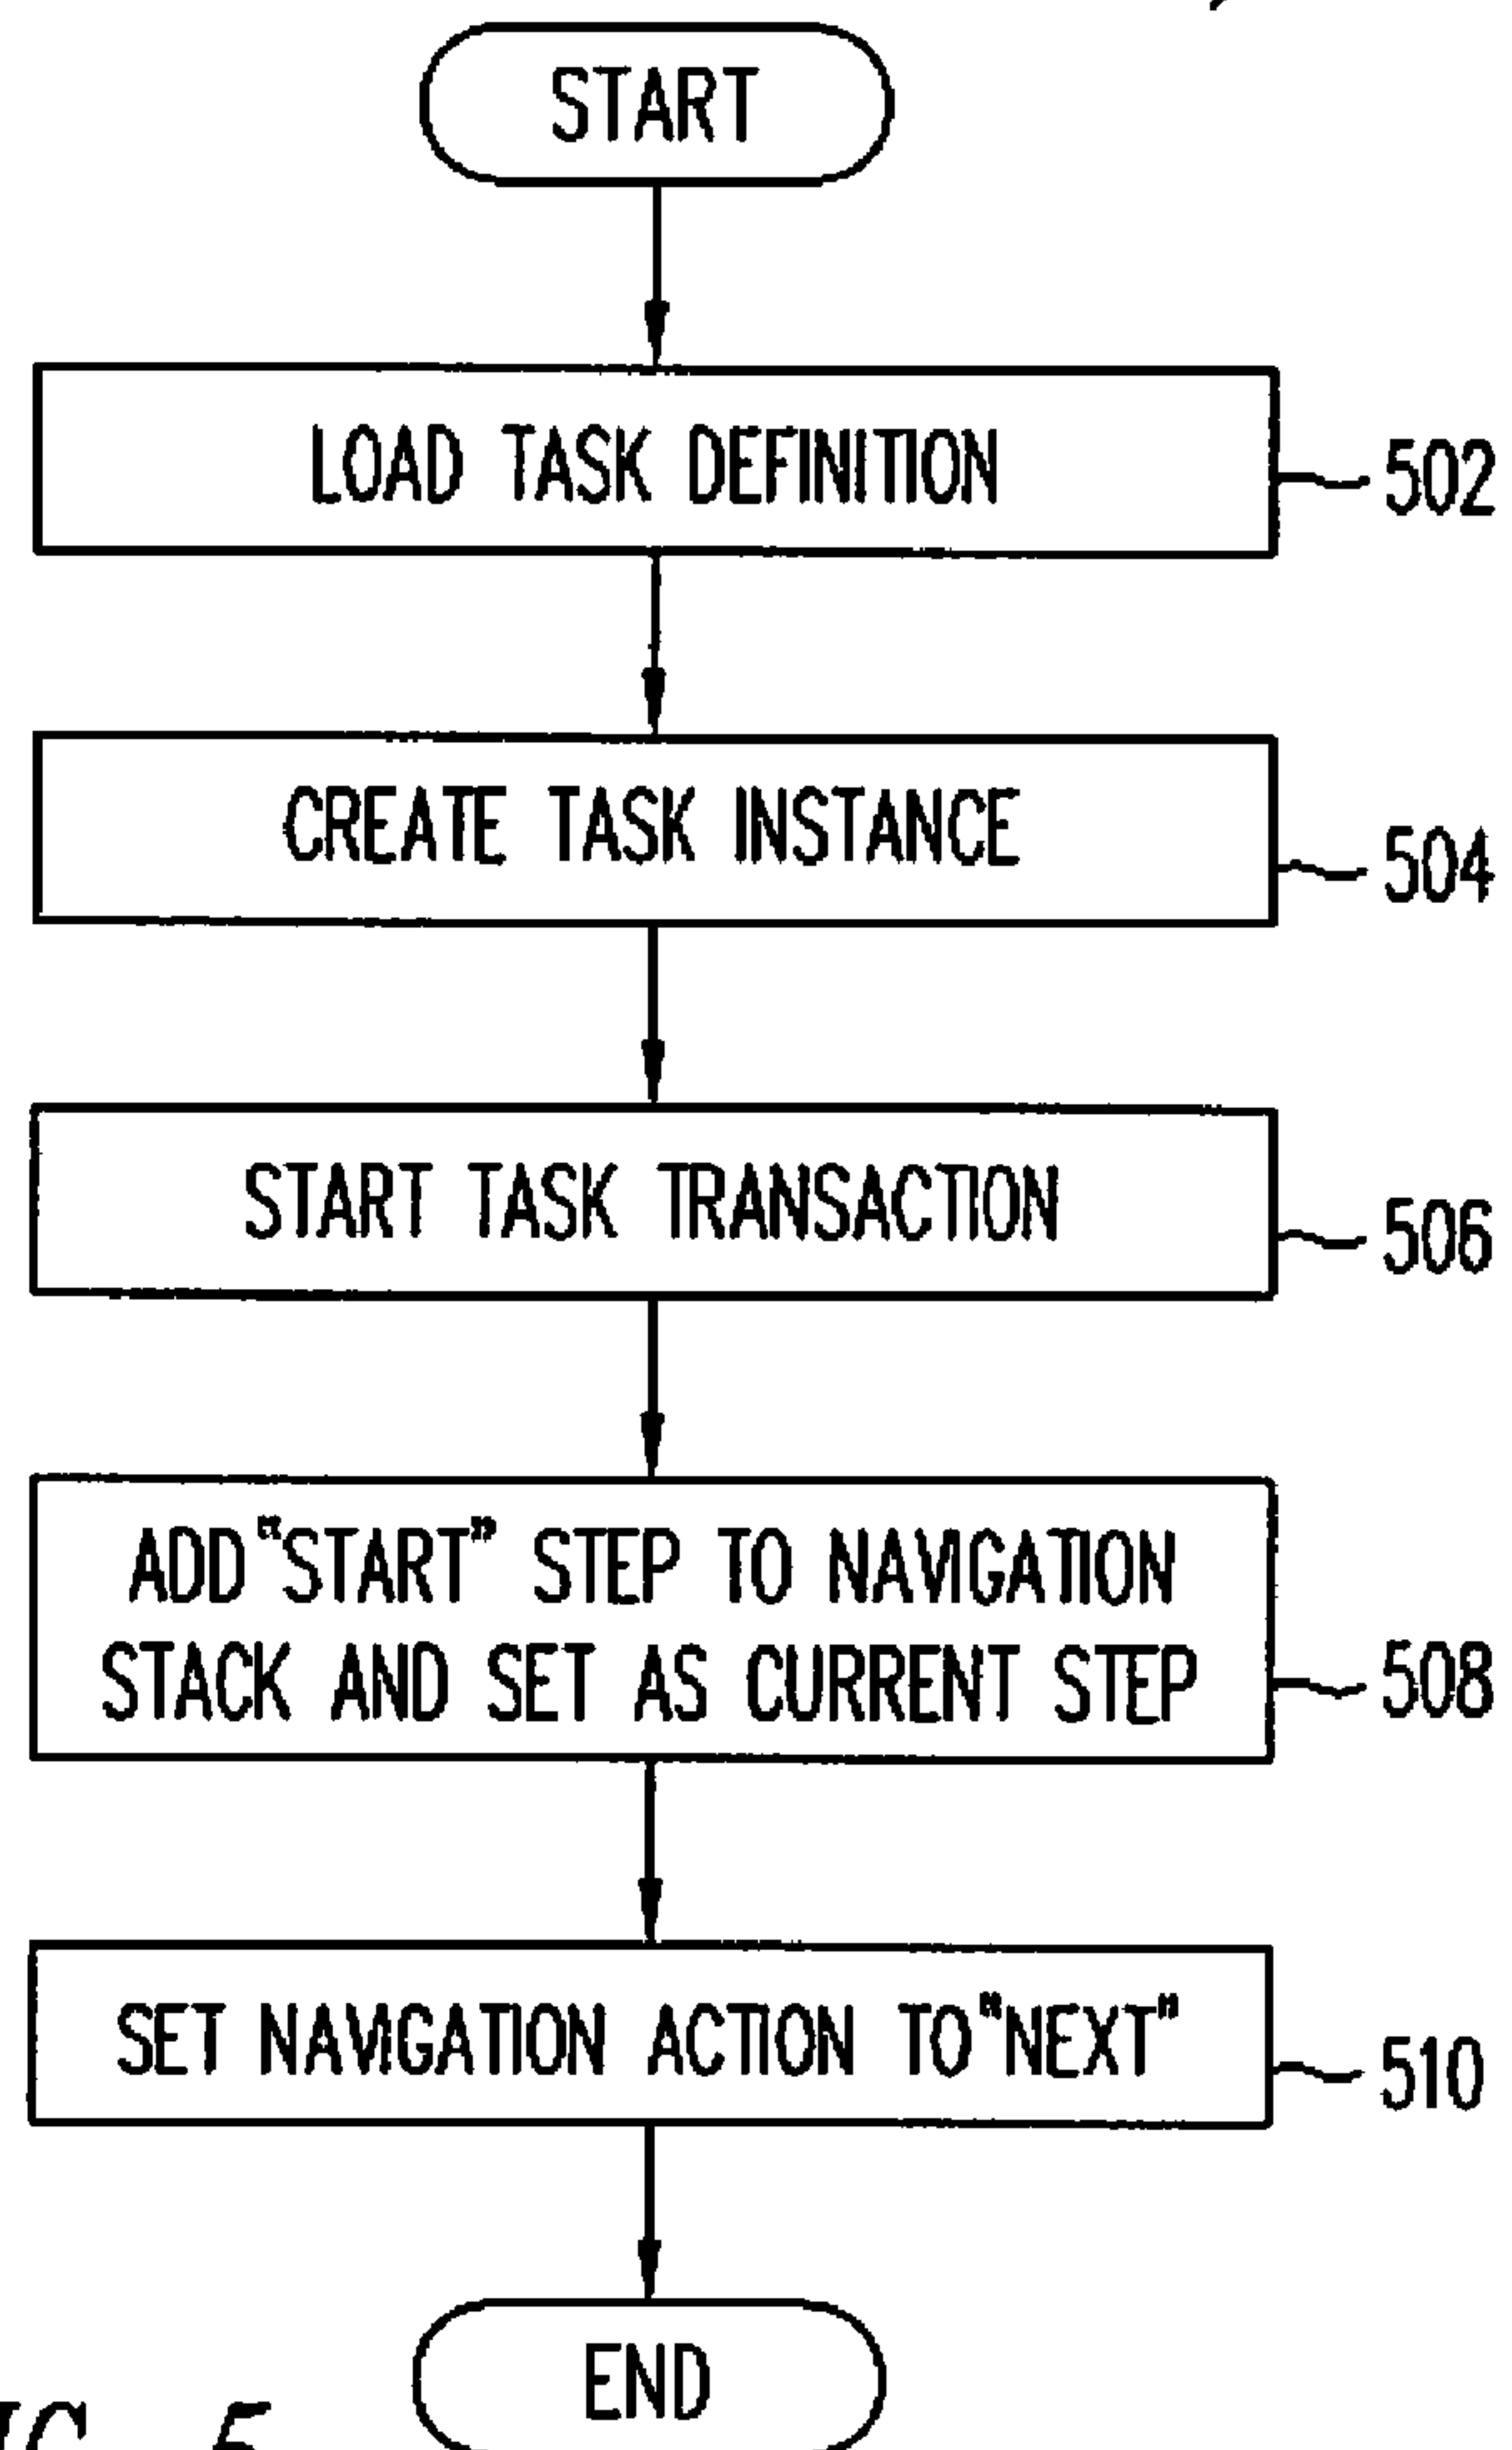 START
LOAD TASK DEFINITION
502
CREATE TASK INSTANCE
504
START TASK TRANSACTION
506
ADD "START" STEP TO NAVIGATION
STACK AND SET AS CURRENT STEP
508
SET NAVIGATION ACTION TO "NEXT"
510
END